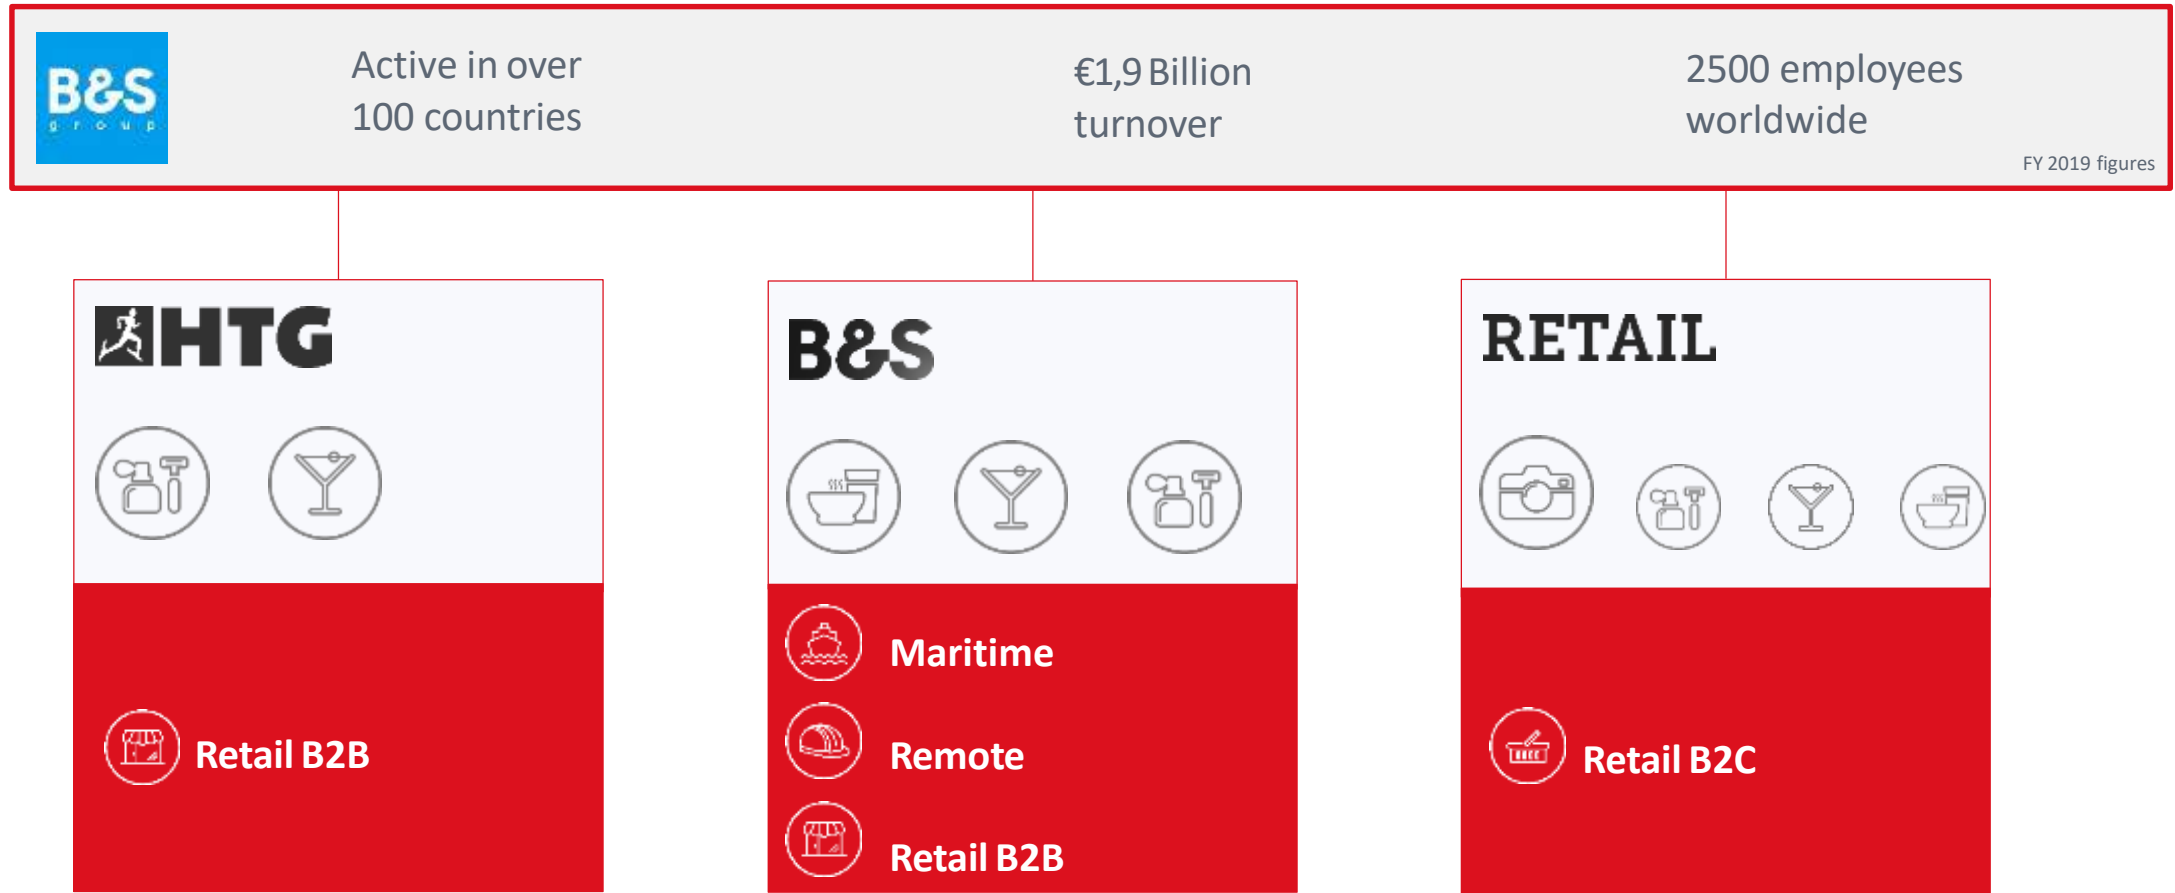 B&S
group
Active in over
100 countries
€1,9 Billion
turnover
2500 employees
worldwide
FY 2019 figures
HTG
Retail B2B
B&S
Maritime
Remote
Retail B2B
RETAIL
Retail B2C